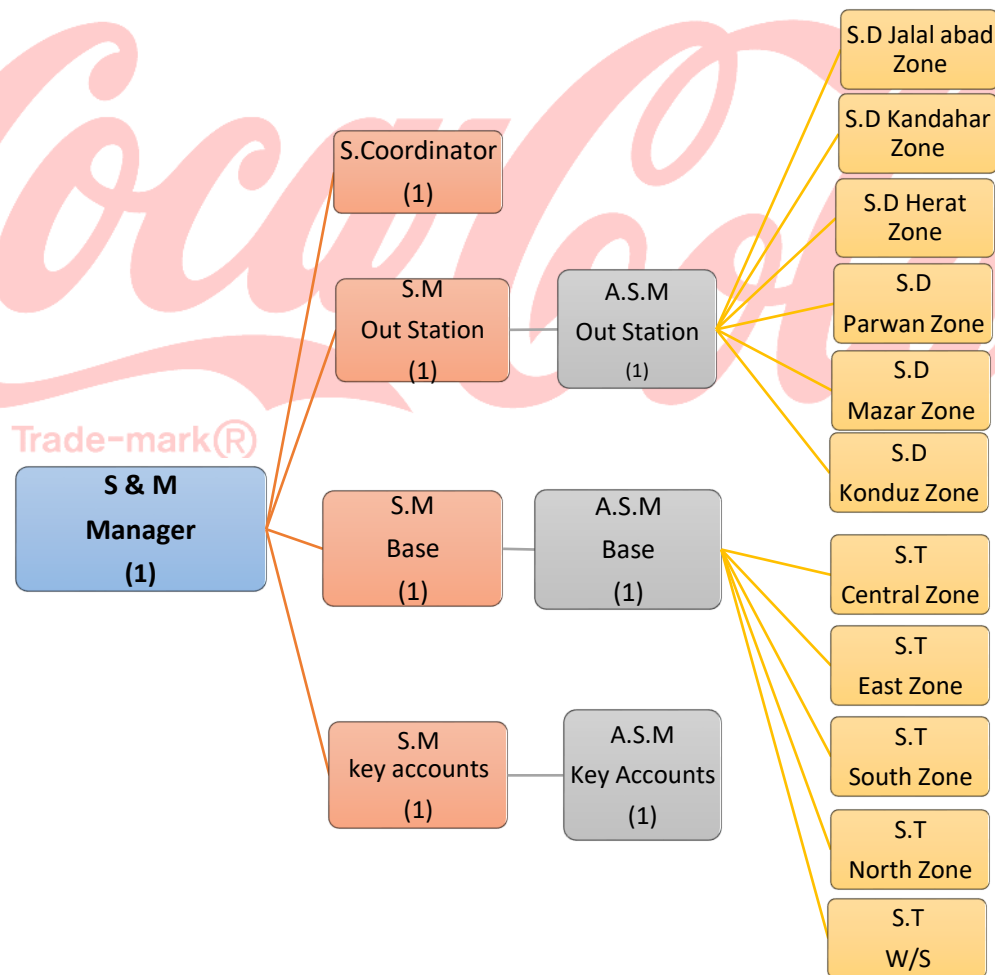 Coca-Cola
Trade-mark®
S & M
Manager
(1)
S.Coordinator
(1)
S.M
Out Station
(1)
A.S.M
Out Station
(1)
S.D Jalal abad
Zone
S.D Kandahar
Zone
S.D Herat
Zone
S.D
Parwan Zone
S.D
Mazar Zone
S.D
Konduz Zone
S.M
Base
(1)
A.S.M
Base
(1)
S.T
Central Zone
S.T
East Zone
S.T
South Zone
S.T
North Zone
S.T
W/S
S.M
key accounts
(1)
A.S.M
Key Accounts
(1)